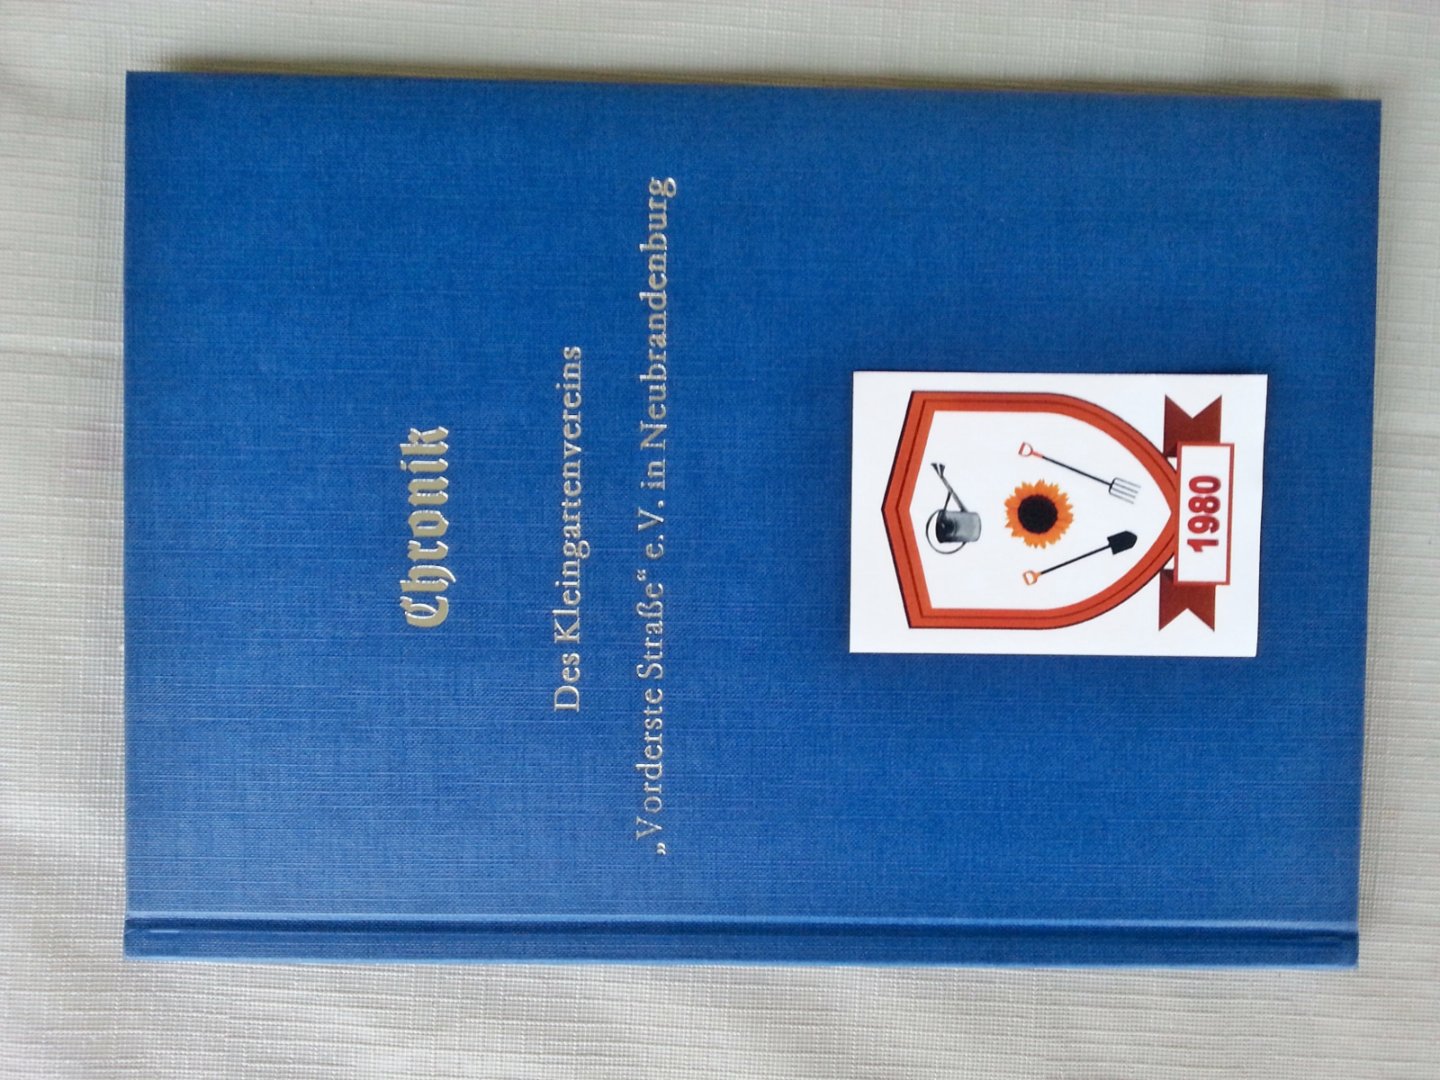 Chronik
Des Kleingartenvereins
„Vorderste Straße“ e.V. in Neubrandenburg
1980